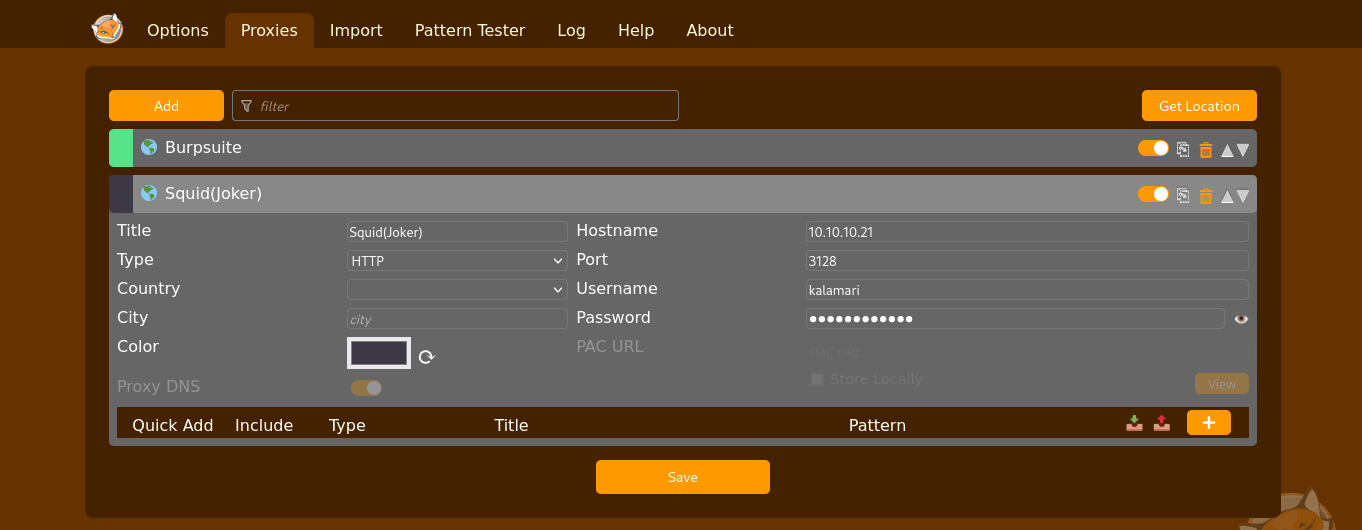 Options Proxies Import Pattern Tester Log Help About
Add filter Get Location
Burpsuite
Squid(Joker)
Title Squid(Joker) Hostname 10.10.10.21
Type HTTP Port 3128
Country Username kalamari
City city Password ●●●●●●●●●●●●
Color PAC URL PAC URL
Store Locally View
Proxy DNS
Quick Add Include Type Title Pattern +
Save